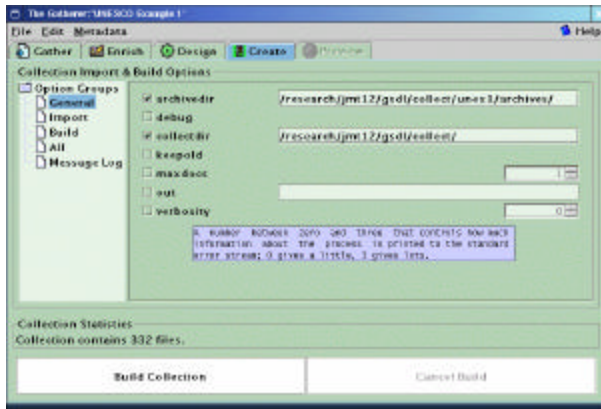 The Gatherer: "UNESCO Example 1"
File Edit Metadata Help
Gather Enrich Design Create Preview
Collection Import & Build Options
Option Groups
General
Import
Build
All
Message Log
archivedir /research/jmt12/gsdl/collect/unes1/archives/
debug
collectdir /research/jmt12/gsdl/collect/
keepold
maxdocs 1
out
verbosity 0
A number between zero and three that controls how much
information about the process is printed to the standard
error stream; 0 gives a little, 3 gives lots.
Collection Statistics
Collection contains 332 files.
Build Collection Cancel Build